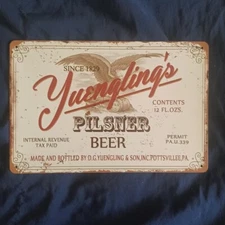 SINCE 1829
Yuengling's
CONTENTS
12 FL.OZS.
PILSNER
BEER
INTERNAL REVENUE
TAX PAID
PERMIT
PA.U.239
MADE AND BOTTLED BY D.G. YUENGLING & SON, INC. POTTSVILLE, PA.